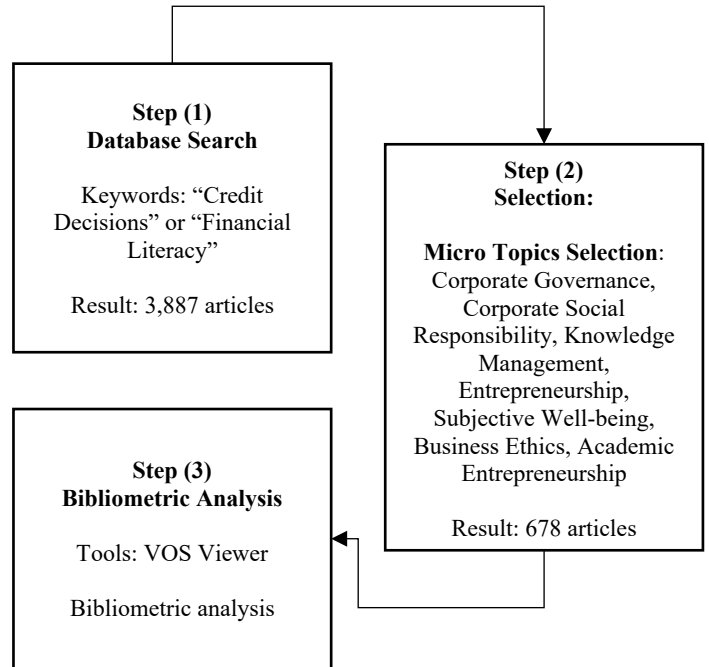 Step (1)
Database Search
Keywords: “Credit
Decisions” or “Financial
Literacy”
Result: 3,887 articles
Step (2)
Selection:
Micro Topics Selection:
Corporate Governance,
Corporate Social
Responsibility, Knowledge
Management,
Entrepreneurship,
Subjective Well-being,
Business Ethics, Academic
Entrepreneurship
Result: 678 articles
Step (3)
Bibliometric Analysis
Tools: VOS Viewer
Bibliometric analysis